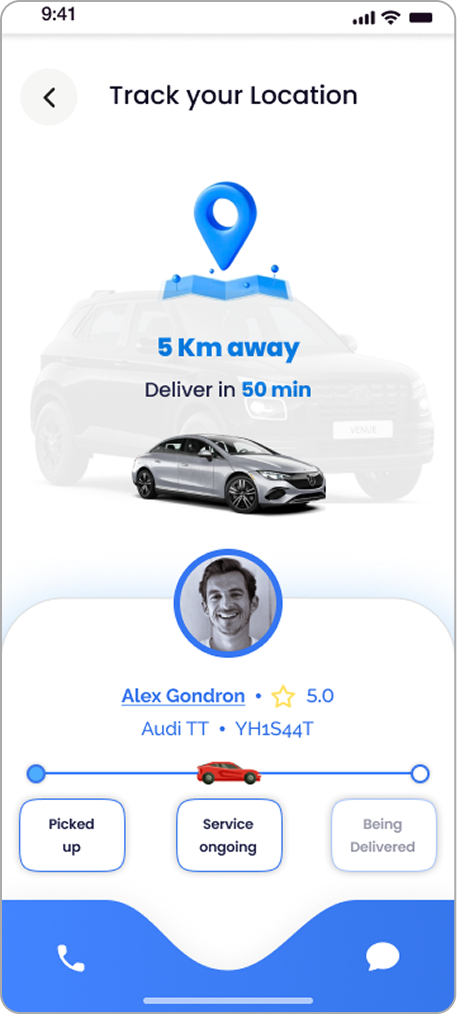 9:41
Track your Location
5 Km away
Deliver in 50 min
VENUE
Alex Gondron • 5.0
Audi TT • YH1S44T
Picked
up
Service
ongoing
Being
Delivered